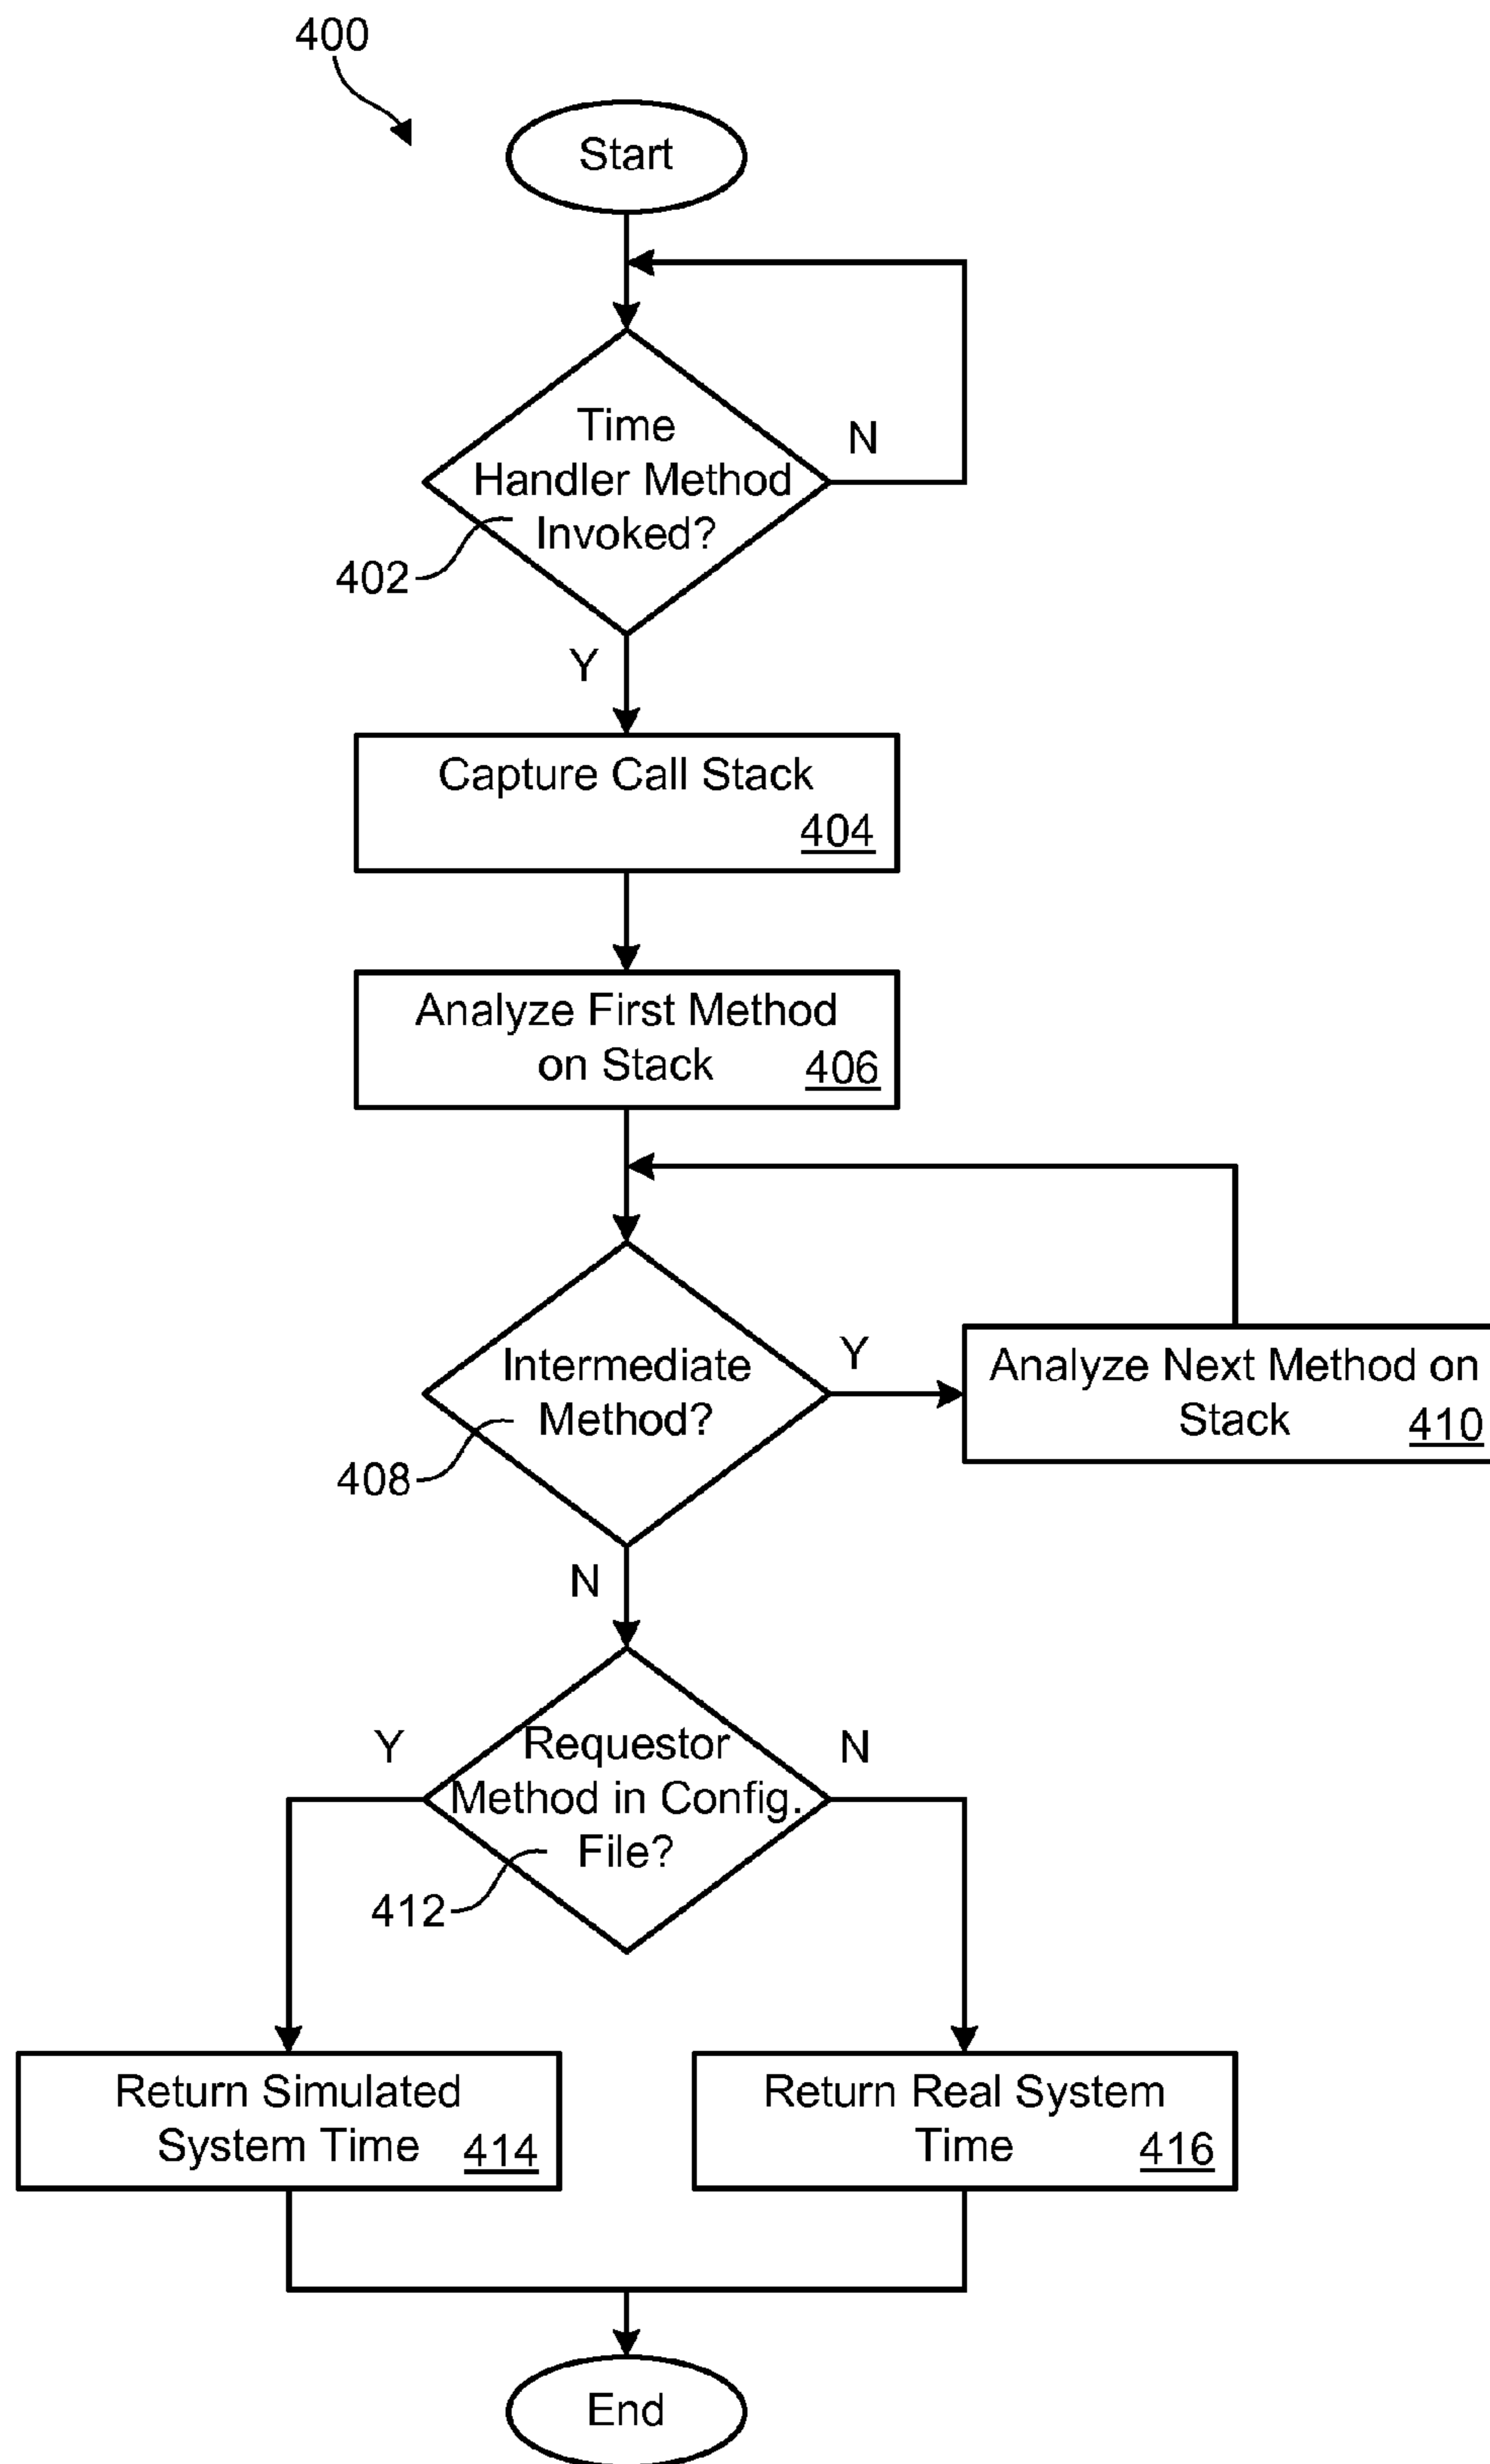 400
Start
Time
Handler Method
Invoked?
N
402
Y
Capture Call Stack
404
Analyze First Method
on Stack 406
Intermediate
Method?
Y
408
Analyze Next Method on
Stack 410
N
Requestor
Method in Config.
File?
Y
N
412
Return Simulated
System Time 414
Return Real System
Time 416
End